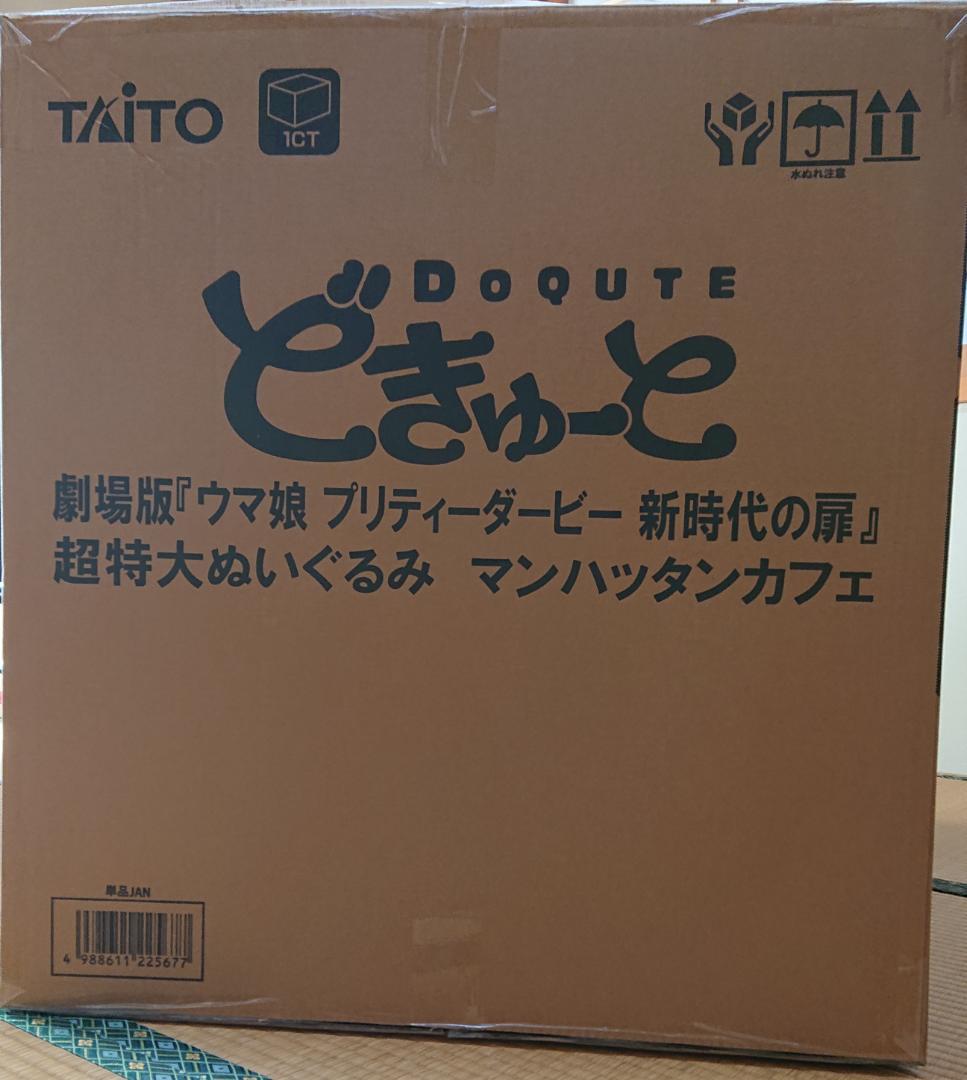 TAITO
1CT
水ぬれ注意
DOQUTE
どきゅーと
劇場版『ウマ娘 プリティーダービー 新時代の扉』
超特大ぬいぐるみ マンハッタンカフェ
単品JAN
4 988611 225677